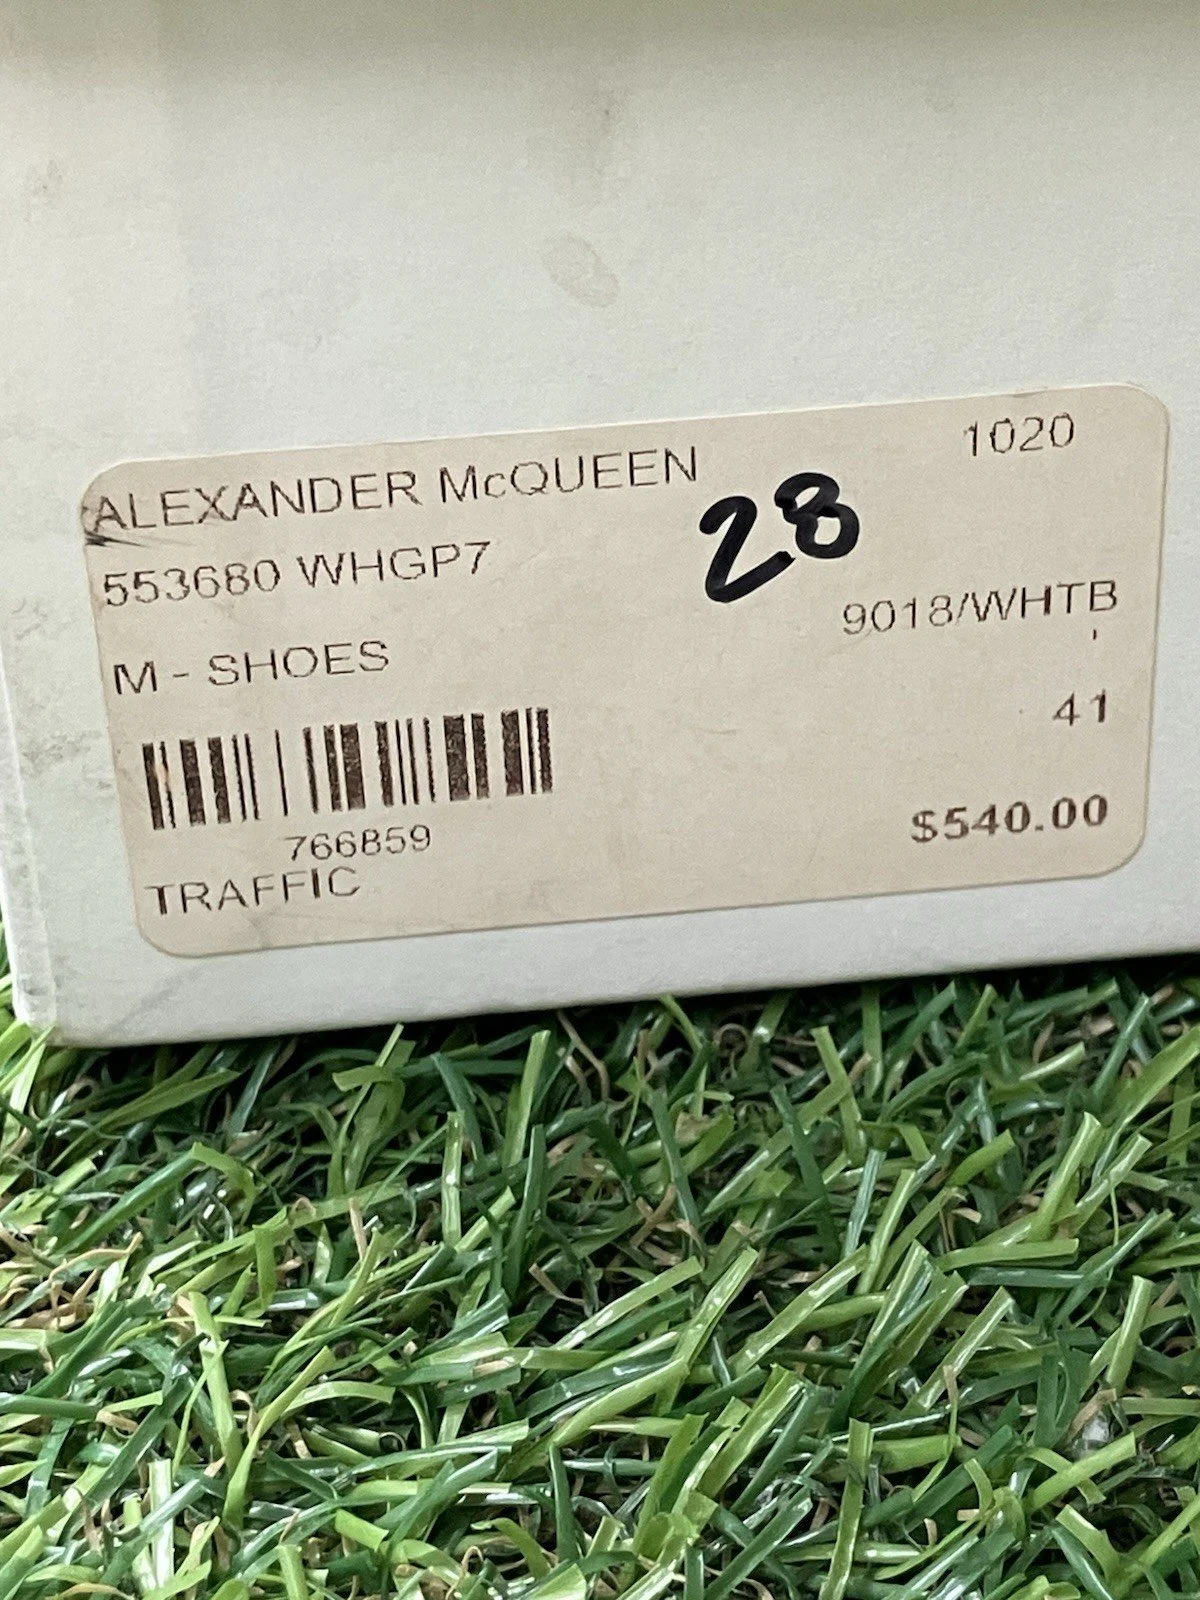 ALEXANDER McQUEEN 1020
28
553680 WHGP7
9018/WHTB
M - SHOES
41
766859
$540.00
TRAFFIC